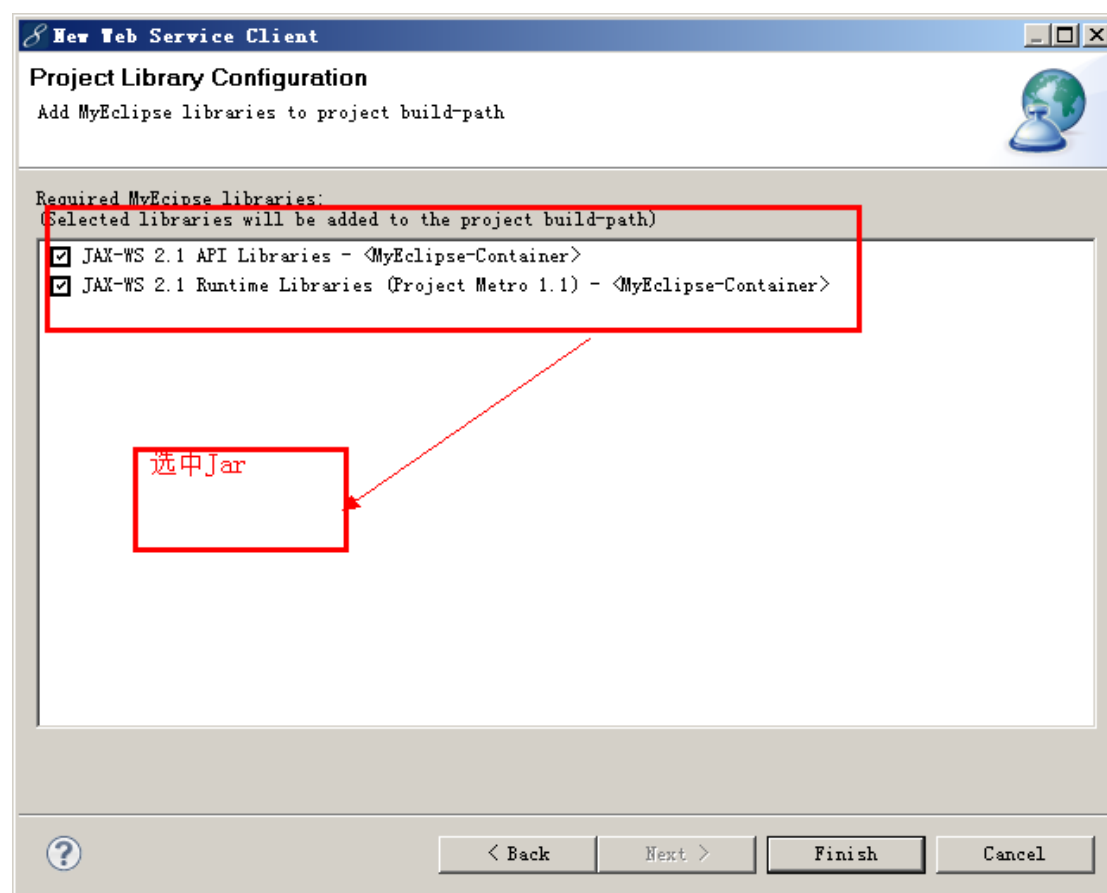 New Web Service Client
Project Library Configuration
Add MyEclipse libraries to project build-path
Required MyEcipse libraries:
(Selected libraries will be added to the project build-path)
JAX-WS 2.1 API Libraries - <MyEclipse-Container>
JAX-WS 2.1 Runtime Libraries (Project Metro 1.1) - <MyEclipse-Container>
选中Jar
?
< Back
Next >
Finish
Cancel